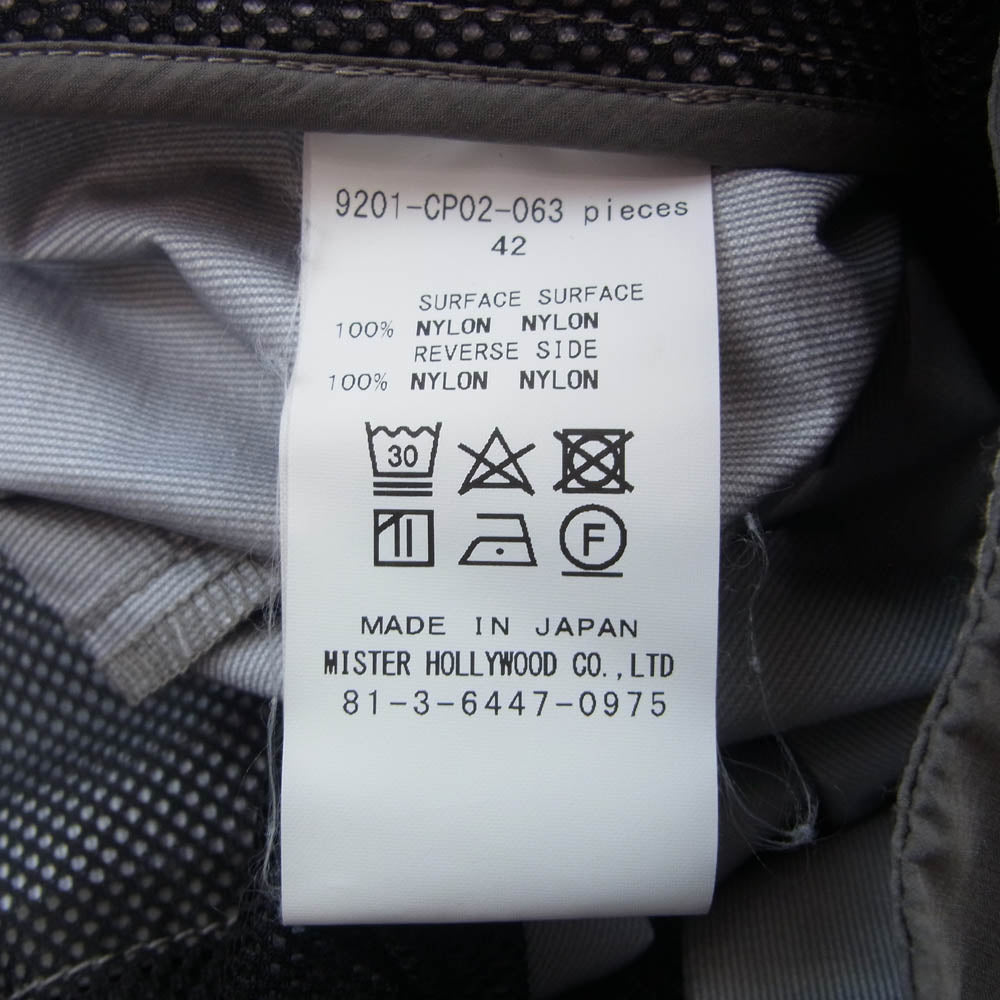 9201-CP02-063 pieces
42
SURFACE SURFACE
100% NYLON NYLON
REVERSE SIDE
100% NYLON NYLON
30
F
MADE IN JAPAN
MISTER HOLLYWOOD CO.,LTD
81-3-6447-0975